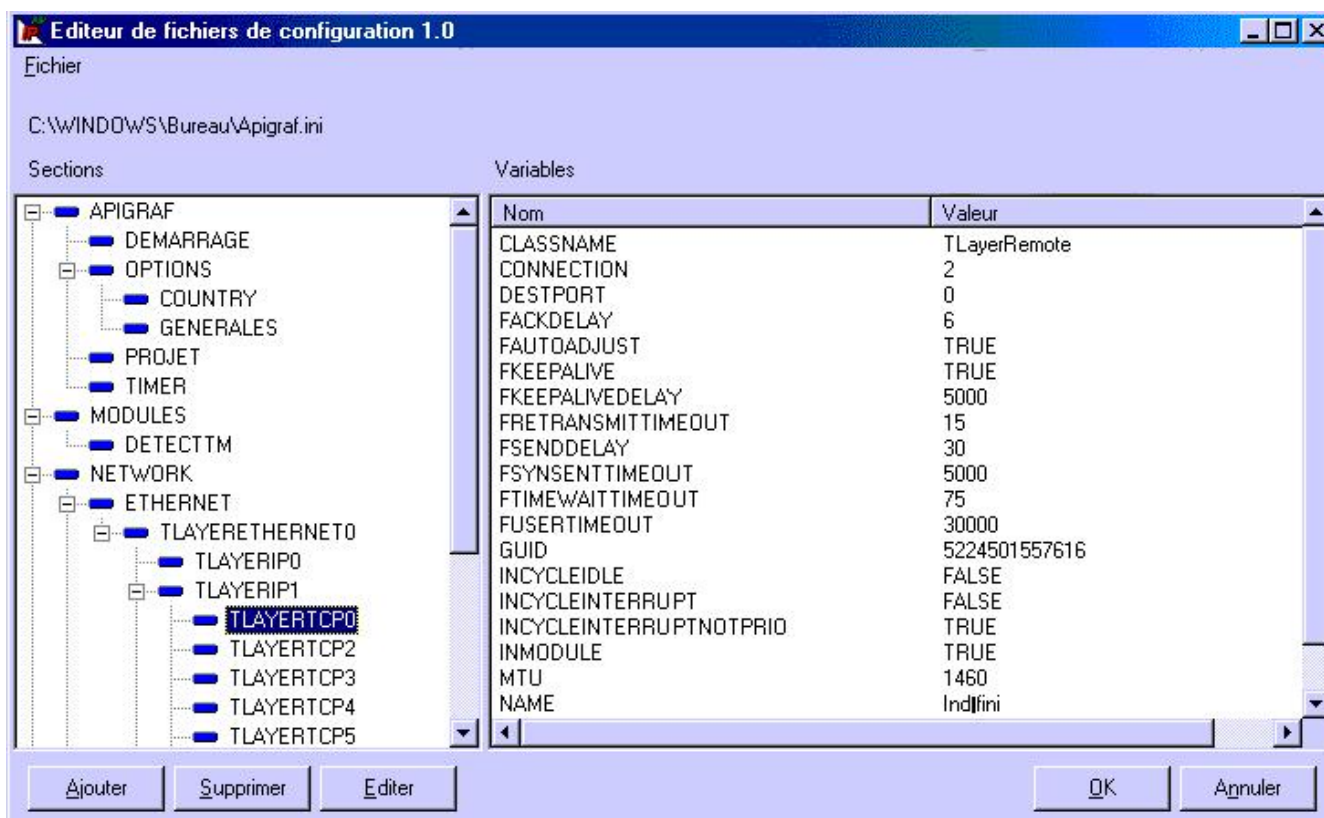 Editeur de fichiers de configuration 1.0
Fichier
C:\WINDOWS\Bureau\Apigraf.ini
Sections
Variables
APIGRAF
DEMARRAGE
OPTIONS
COUNTRY
GENERALES
PROJET
TIMER
MODULES
DETECTTM
NETWORK
ETHERNET
TLAYERETHERNET0
TLAYERIP0
TLAYERIP1
TLAYERTCP0
TLAYERTCP2
TLAYERTCP3
TLAYERTCP4
TLAYERTCP5
Nom Valeur
CLASSNAME TLayerRemote
CONNECTION 2
DESTPORT 0
FACKDELAY 6
FAUTOADJUST TRUE
FKEEPALIVE TRUE
FKEEPALIVEDELAY 5000
FRETRANSMITTIMEOUT 15
FSENDDELAY 30
FSYNSENTTIMEOUT 5000
FTIMEWAITTIMEOUT 75
FUSERTIMEOUT 30000
GUID 5224501557616
INCYCLEIDLE FALSE
INCYCLEINTERRUPT FALSE
INCYCLEINTERRUPTNOTPRIO TRUE
INMODULE TRUE
MTU 1460
NAME
Ajouter Supprimer Editer OK Annuler